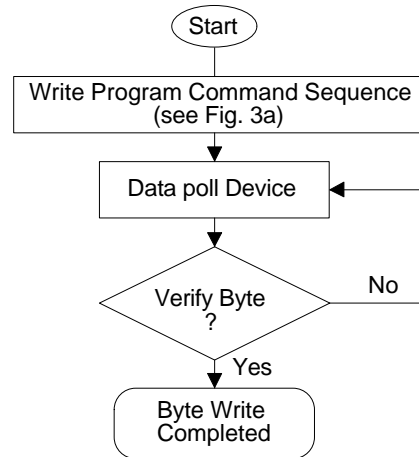 Start
Write Program Command Sequence
(see Fig. 3a)
Data poll Device
Verify Byte
?
No
Yes
Byte Write
Completed